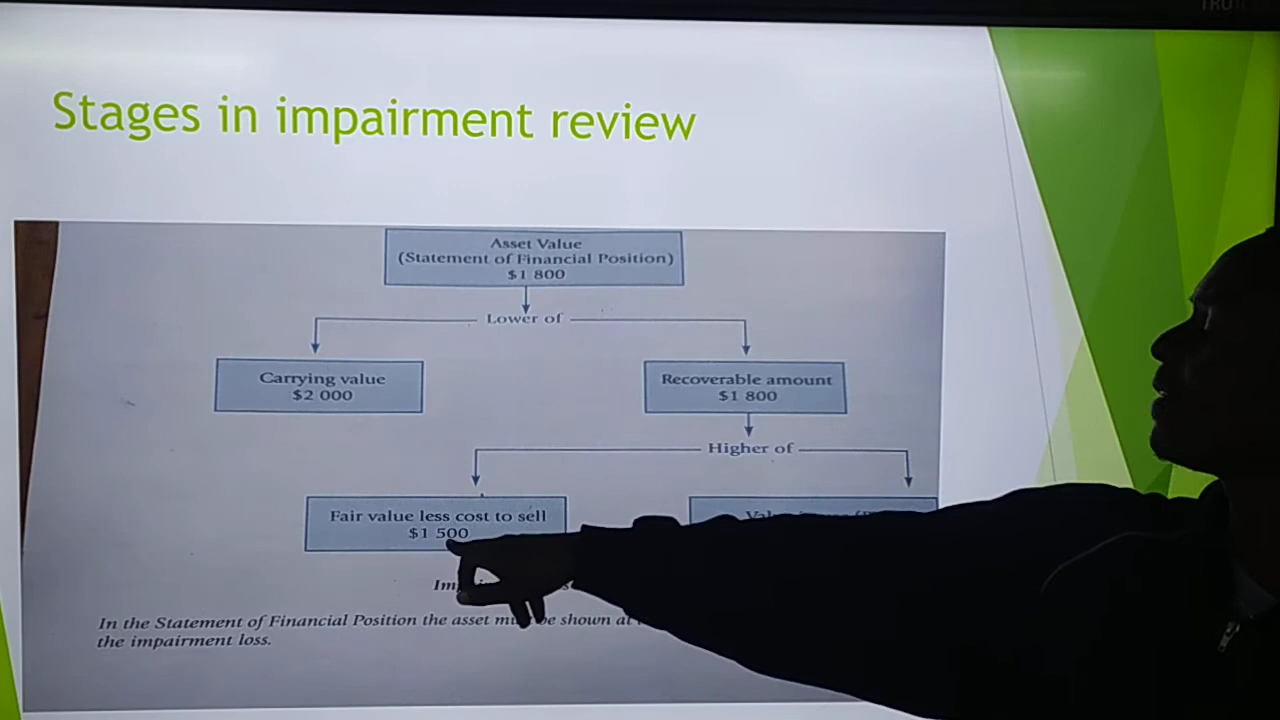 Stages in impairment review
Asset Value
(Statement of Financial Position)
$1 800
Lower of
Carrying value
$2 000
Recoverable amount
$1 800
Higher of
Fair value less cost to sell
$1 500
In the Statement of Financial Position the asset must be shown at
the impairment loss.